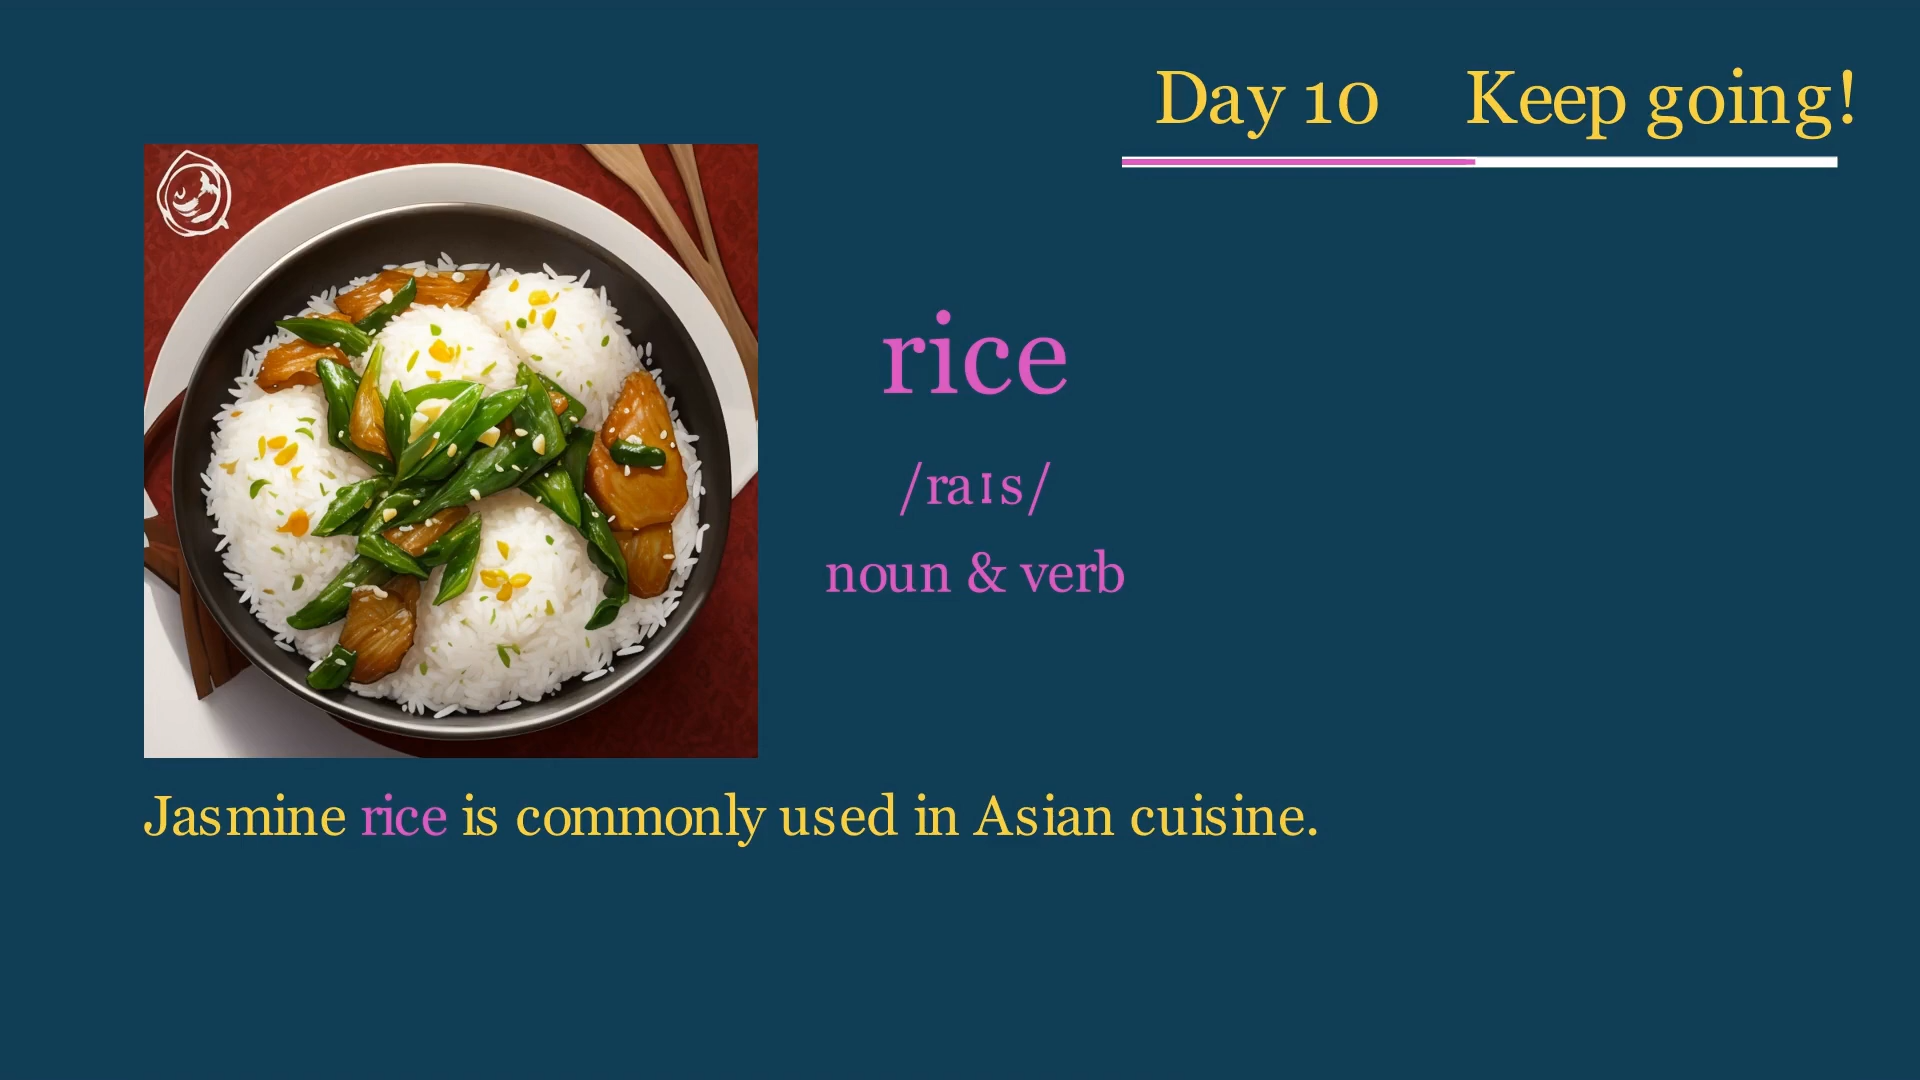 Day 10 Keep going!
rice
/raɪs/
noun & verb
Jasmine rice is commonly used in Asian cuisine.